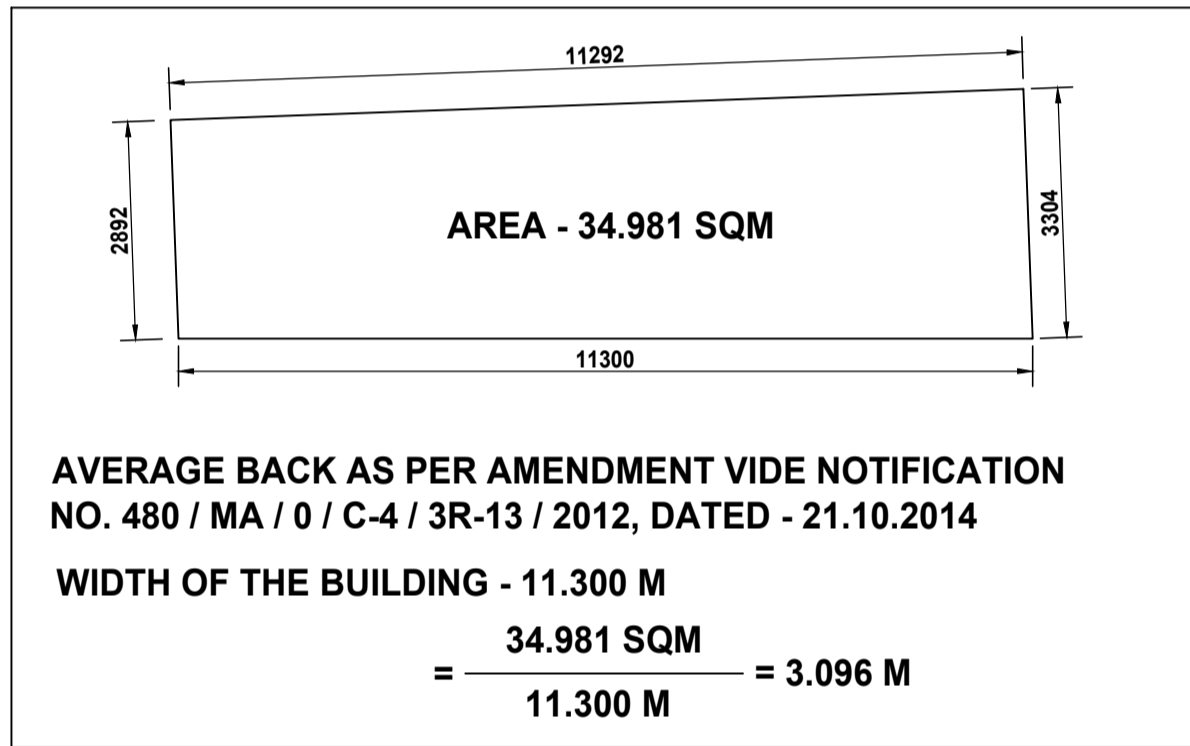 11292
2892
AREA - 34.981 SQM
3304
11300
AVERAGE BACK AS PER AMENDMENT VIDE NOTIFICATION
NO. 480 / MA / 0 / C-4 / 3R-13 / 2012, DATED - 21.10.2014
WIDTH OF THE BUILDING - 11.300 M
34.981 SQM
= = 3.096 M
11.300 M